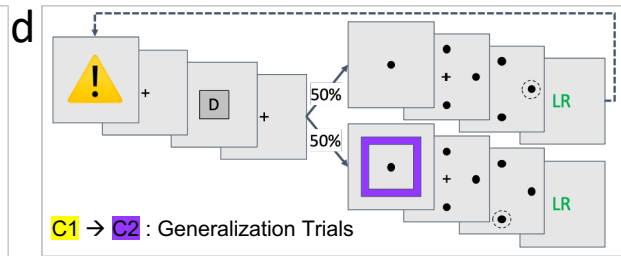 d
!
+
D
+
50%
50%
+
LR
+
LR
C1 → C2 : Generalization Trials